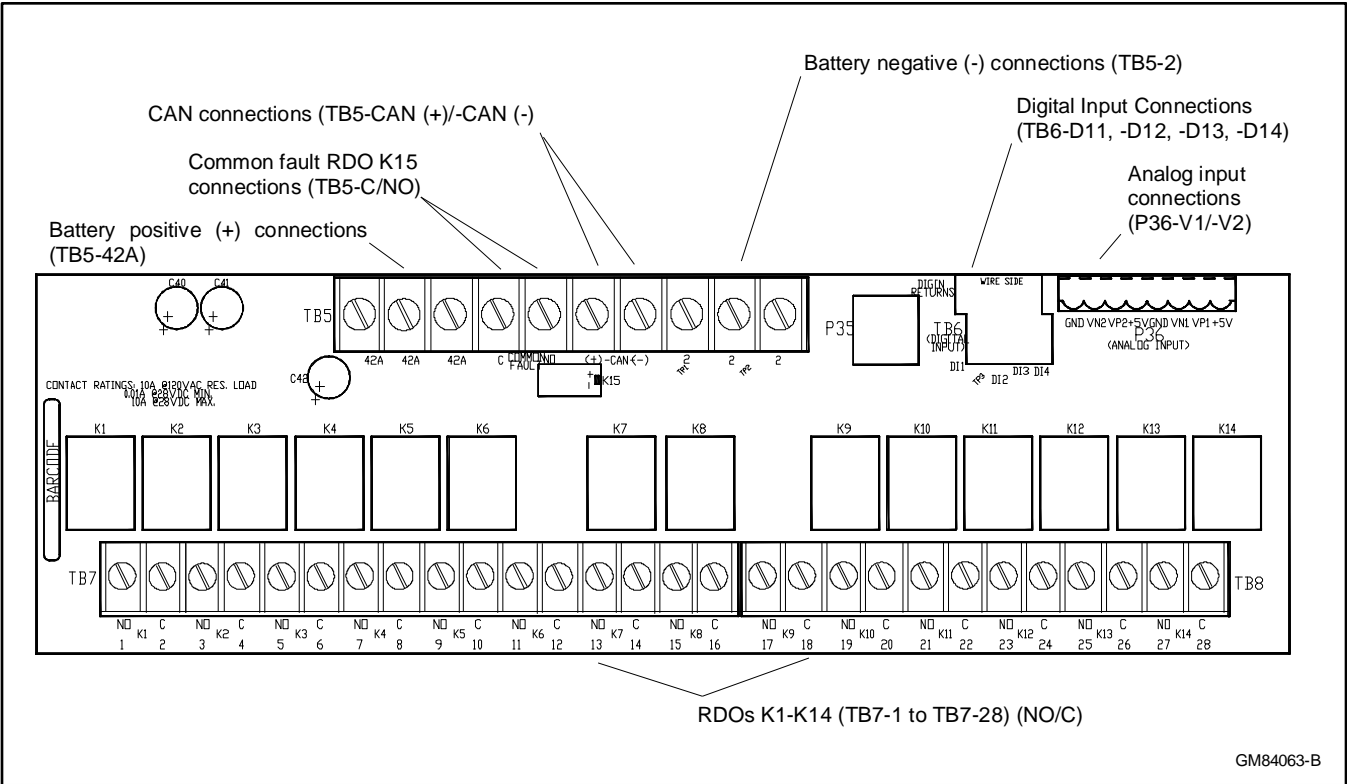 Battery negative (-) connections (TB5-2)
CAN connections (TB5-CAN (+)/-CAN (-)
Digital Input Connections
(TB6-D11, -D12, -D13, -D14)
Common fault RDO K15
connections (TB5-C/NO)
Analog input
connections
(P36-V1/-V2)
Battery positive (+) connections
(TB5-42A)
C40 C41
TB5
42A 42A 42A C NO (+)-CAN-(-) 2 2 2
COMMON
FAULT
TP1 TP2
K15
+
-
P35
DIGIN
RETURNS
WIRE SIDE
TB6
(DIGITAL
INPUT)
DI1 TP3 DI2 DI3 DI4
GND VN2 VP2 +5V GND VN1 VP1 +5V
P36
(ANALOG INPUT)
C42
CONTACT RATINGS: 10A @120VAC RES. LOAD
0.01A @28VDC MIN.
10A @28VDC MAX.
BARCODE
K1 K2 K3 K4 K5 K6 K7 K8 K9 K10 K11 K12 K13 K14
TB7
TB8
NO C NO C NO C NO C NO C NO C NO C NO C NO C NO C NO C NO C NO C NO C
K1 K2 K3 K4 K5 K6 K7 K8 K9 K10 K11 K12 K13 K14
1 2 3 4 5 6 7 8 9 10 11 12 13 14 15 16 17 18 19 20 21 22 23 24 25 26 27 28
RDOs K1-K14 (TB7-1 to TB7-28) (NO/C)
GM84063-B